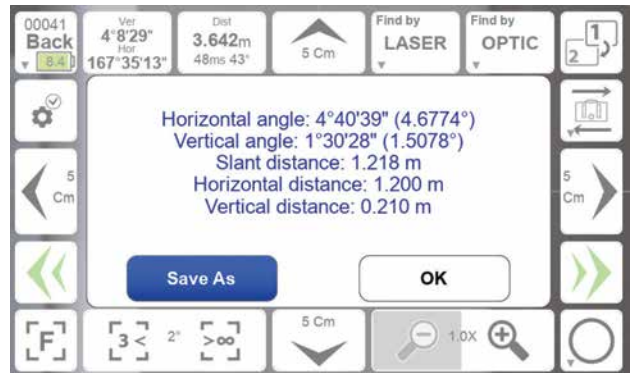 00041
Back
8.4
Ver
4°8'29"
Hor
167°35'13"
Dist
3.642m
48ms 43°
5 Cm
Find by
LASER
Find by
OPTIC
1
2
Horizontal angle: 4°40'39" (4.6774°)
Vertical angle: 1°30'28" (1.5078°)
Slant distance: 1.218 m
Horizontal distance: 1.200 m
Vertical distance: 0.210 m
5
Cm
5
Cm
Save As
OK
F
3 <
2"
>∞
5 Cm
1.0X